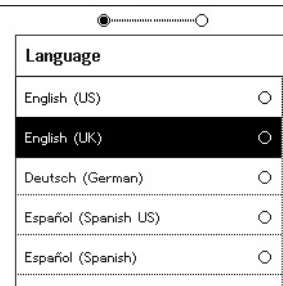 Language
English (US)
English (UK)
Deutsch (German)
Español (Spanish US)
Español (Spanish)